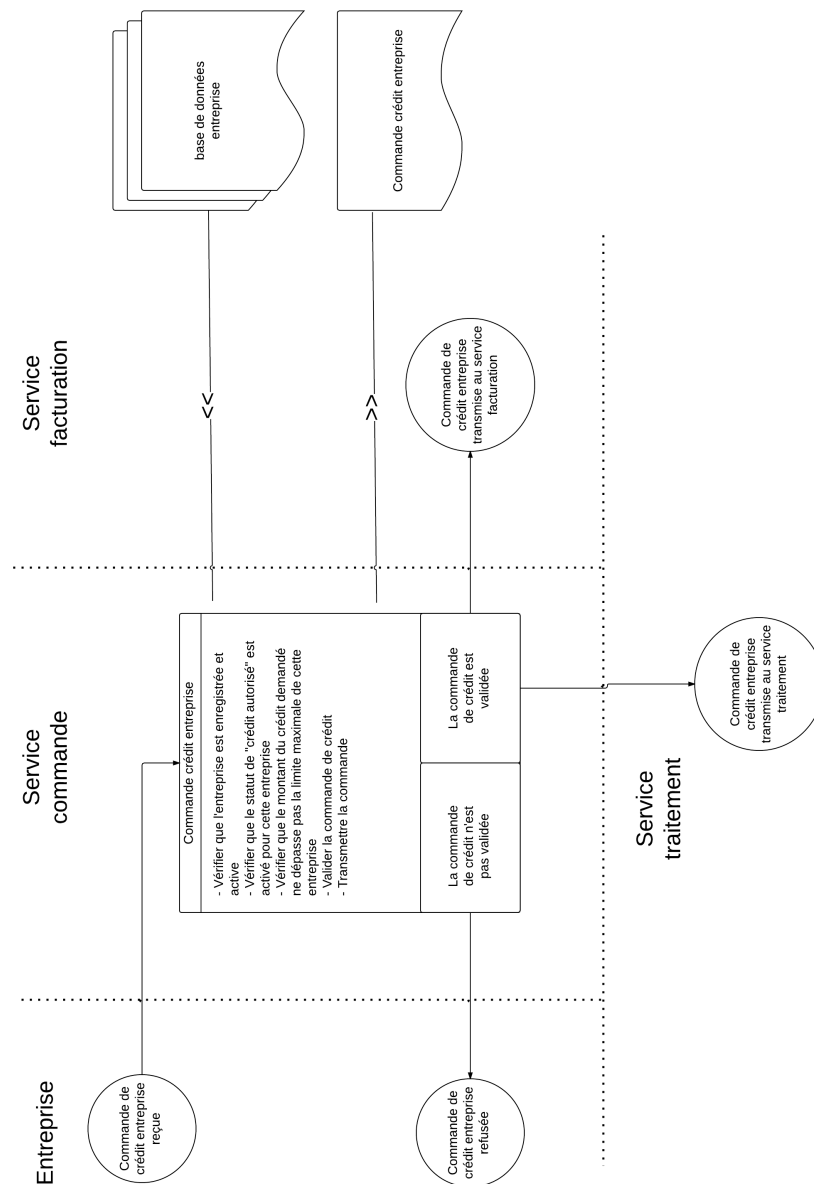 Entreprise
Service
commande
Service
facturation
Commande de
crédit entreprise
reçue
Commande crédit entreprise
- Vérifier que l'entreprise est enregistrée et
active
- Vérifier que le statut de "crédit autorisé" est
activé pour cette entreprise
- Vérifier que le montant du crédit demandé
ne dépasse pas la limite maximale de cette
entreprise
- Valider la commande de crédit
- Transmettre la commande
La commande
de crédit n'est
pas validée
La commande
de crédit est
validée
<<
>>
base de données
entreprise
Commande crédit entreprise
Commande de
crédit entreprise
refusée
Commande de
crédit entreprise
transmise au service
facturation
Service
traitement
Commande de
crédit entreprise
transmise au service
traitement